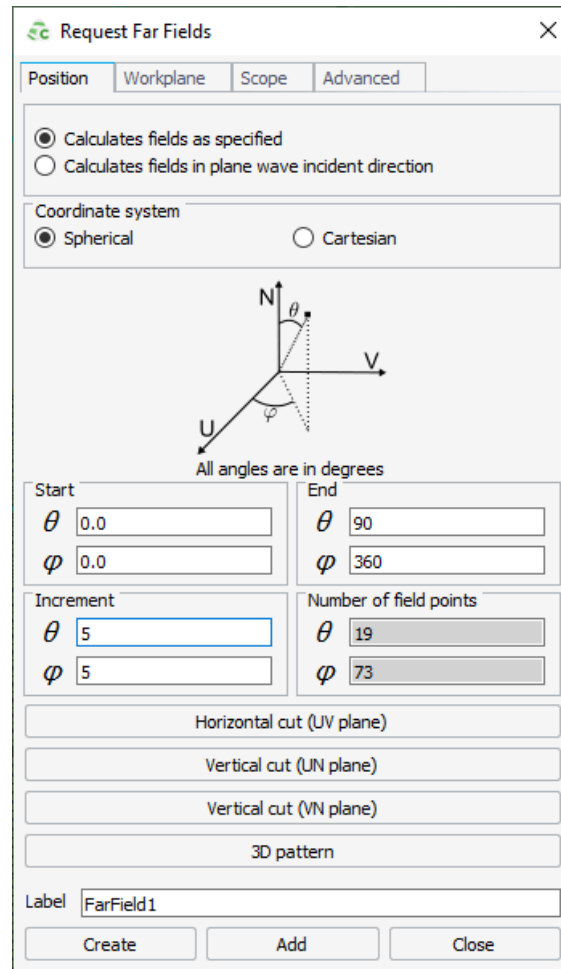 Request Far Fields
Position Workplane Scope Advanced
Calculates fields as specified
Calculates fields in plane wave incident direction
Coordinate system
Spherical Cartesian
N θ
V
U φ
All angles are in degrees
Start End
θ 0.0 θ 90
φ 0.0 φ 360
Increment Number of field points
θ 5 θ 19
φ 5 φ 73
Horizontal cut (UV plane)
Vertical cut (UN plane)
Vertical cut (VN plane)
3D pattern
Label FarField1
Create Add Close